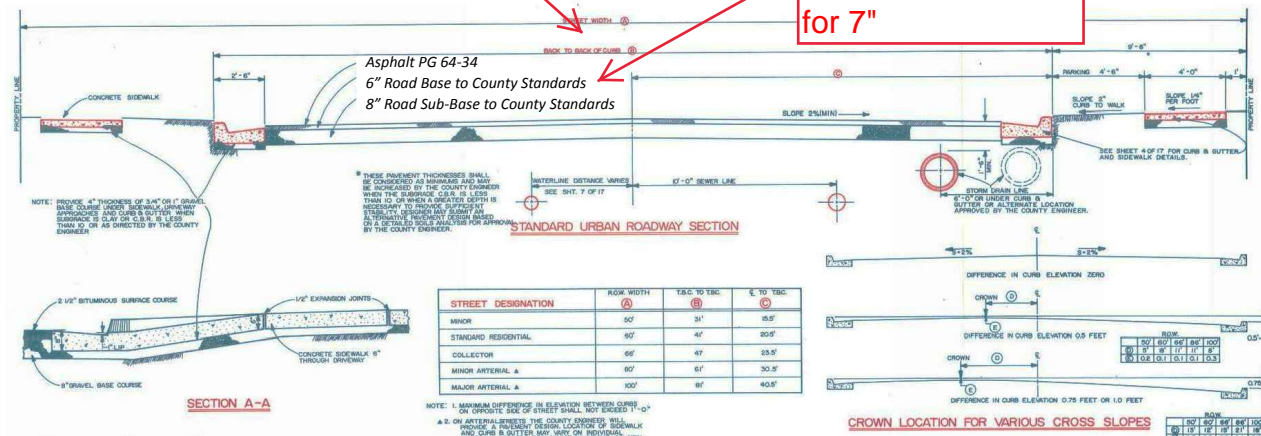 for 7"
STREET WIDTH Ⓐ
BACK TO BACK OF CURB Ⓑ
9'-6"
PROPERTY LINE
2'-6"
Asphalt PG 64-34
6” Road Base to County Standards
8” Road Sub-Base to County Standards
Ⓒ
PARKING 4'-6"
4'-0"
1'
PROPERTY LINE
CONCRETE SIDEWALK
SLOPE 2%(MIN)
SLOPE 2"
CURB TO WALK
SLOPE 1/4"
PER FOOT
SEE SHEET 4 OF 17 FOR CURB & GUTTER
AND SIDEWALK DETAILS.
1'-6"
MIN.
NOTE: PROVIDE 4" THICKNESS OF 3/4" OR 1" GRAVEL
BASE COURSE UNDER SIDEWALK, DRIVEWAY
APPROACHES AND CURB & GUTTER WHEN
SUBGRADE IS CLAY OR C.B.R. IS LESS
THAN 10 OR AS DIRECTED BY THE COUNTY
ENGINEER
* THESE PAVEMENT THICKNESSES SHALL
BE CONSIDERED AS MINIMUMS AND MAY
BE INCREASED BY THE COUNTY ENGINEER
WHEN THE SUBGRADE C.B.R. IS LESS
THAN 10 OR WHEN A GREATER DEPTH IS
NECESSARY TO PROVIDE SUFFICIENT
STABILITY. DESIGNER MAY SUBMIT AN
ALTERNATIVE PAVEMENT DESIGN BASED
ON A DETAILED SOILS ANALYSIS FOR APPROVAL
BY THE COUNTY ENGINEER.
WATERLINE DISTANCE VARIES
SEE SHT. 7 OF 17
10'-0" SEWER LINE
STORM DRAIN LINE
6'-0" OR UNDER CURB &
GUTTER OR ALTERNATE LOCATION
APPROVED BY THE COUNTY ENGINEER.
STANDARD URBAN ROADWAY SECTION
℄
S=2% S=2%
DIFFERENCE IN CURB ELEVATION ZERO
2 1/2" BITUMINOUS SURFACE COURSE
1/2" EXPANSION JOINTS
1" LIP
CONCRETE SIDEWALK 6"
THROUGH DRIVEWAY
8" GRAVEL BASE COURSE
SECTION A-A
STREET DESIGNATION R.O.W. WIDTH Ⓐ T.B.C. TO T.B.C. Ⓑ ℄ TO T.B.C. Ⓒ
MINOR 50' 31' 15.5'
STANDARD RESIDENTIAL 60' 41' 20.5'
COLLECTOR 66' 47 23.5'
MINOR ARTERIAL ▲ 80' 61' 30.5'
MAJOR ARTERIAL ▲ 100' 81' 40.5'
NOTE: 1. MAXIMUM DIFFERENCE IN ELEVATION BETWEEN CURBS
ON OPPOSITE SIDE OF STREET SHALL NOT EXCEED 1'-0"
▲ 2. ON ARTERIAL STREETS THE COUNTY ENGINEER WILL
PROVIDE A PAVEMENT DESIGN. LOCATION OF SIDEWALK
AND CURB & GUTTER MAY VARY ON INDIVIDUAL
℄
CROWN Ⓓ
Ⓔ
DIFFERENCE IN CURB ELEVATION 0.5 FEET
0.5'
R.O.W.
50' 60' 66' 86' 100'
Ⓓ 5' 8' 11' 11' 8'
Ⓔ 0.2 0.1 0.1 0.1 0.3
℄
CROWN Ⓓ
Ⓔ
0.75
DIFFERENCE IN CURB ELEVATION 0.75 FEET OR 1.0 FEET
CROWN LOCATION FOR VARIOUS CROSS SLOPES
R.O.W.
50' 60' 66' 86' 100
Ⓓ 13' 12' 15' 21' 18'